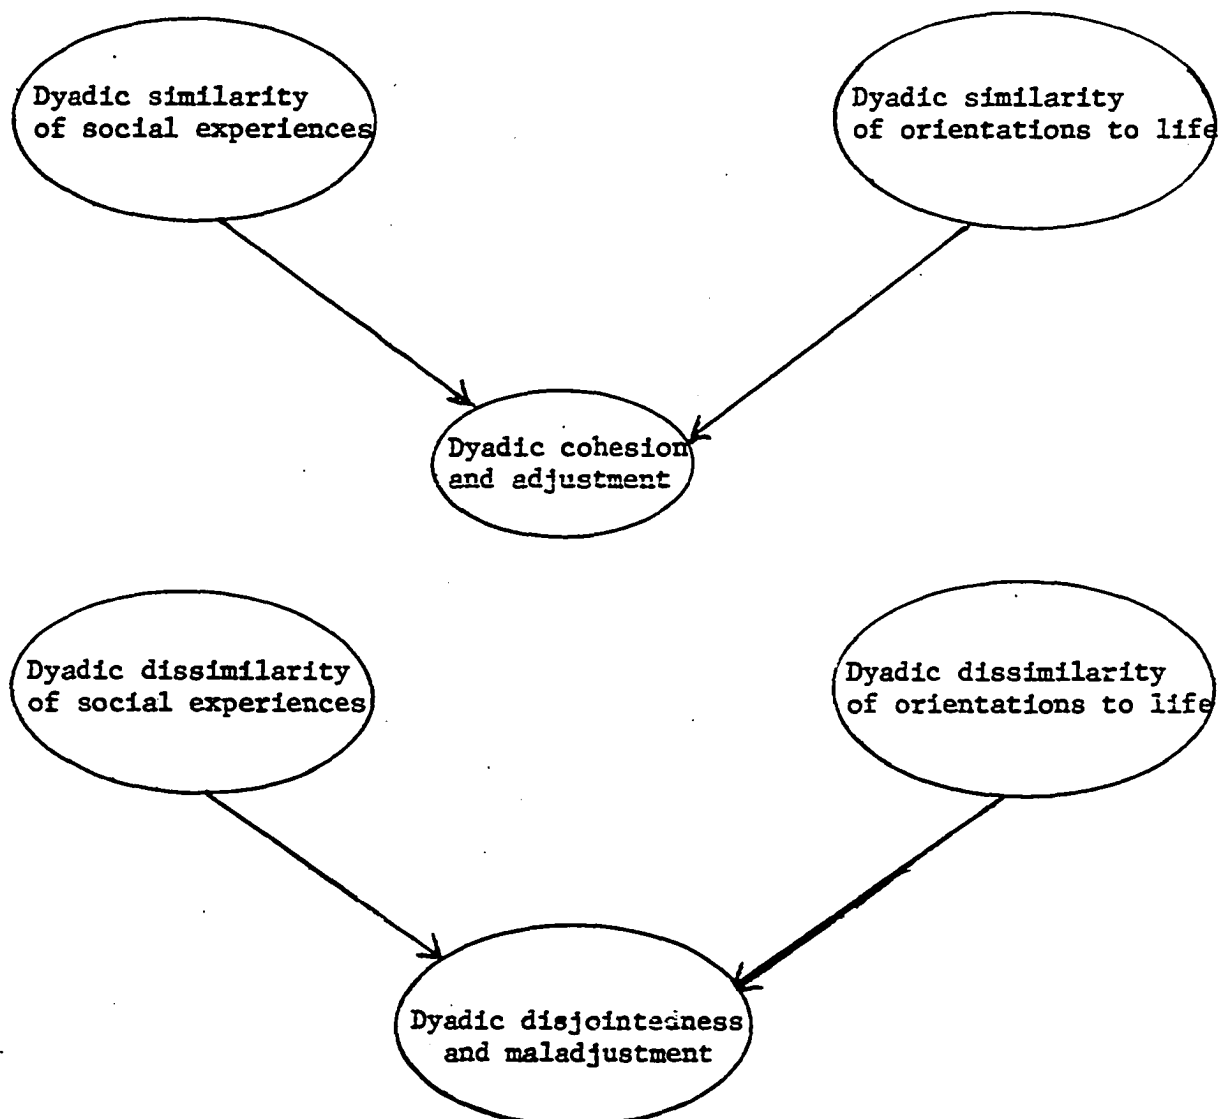 Dyadic similarity
of social experiences
Dyadic similarity
of orientations to life
Dyadic cohesion
and adjustment
Dyadic dissimilarity
of social experiences
Dyadic dissimilarity
of orientations to life
Dyadic disjointedness
and maladjustment